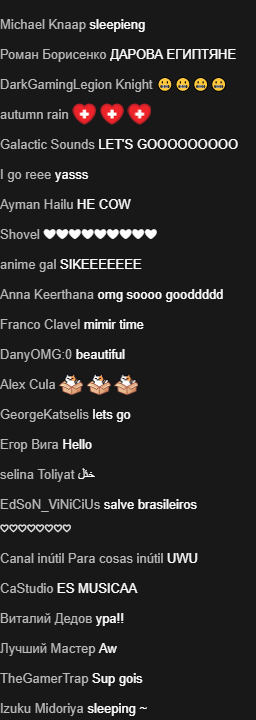 Michael Knaap sleepieng
Роман Борисенко ДАРОВА ЕГИПТЯНЕ
DarkGamingLegion Knight 😬😬😬😬
autumn rain
Galactic Sounds LET'S GOOOOOOOOO
I go reee yasss
Ayman Hailu HE COW
Shovel 🤍🤍🤍🤍🤍🤍🤍🤍🤍
anime gal SIKEEEEEEE
Anna Keerthana omg soooo gooddddd
Franco Clavel mimir time
DanyOMG:0 beautiful
Alex Cula
GeorgeKatselis lets go
Егор Вига Hello
selina Toliyat
EdSoN_ViNiCiUs salve brasileiros
♡♡♡♡♡♡♡♡
Canal inútil Para cosas inútil UWU
CaStudio ES MUSICAA
Виталий Дедов ура!!
Лучший Мастер Aw
TheGamerTrap Sup gois
Izuku Midoriya sleeping ~